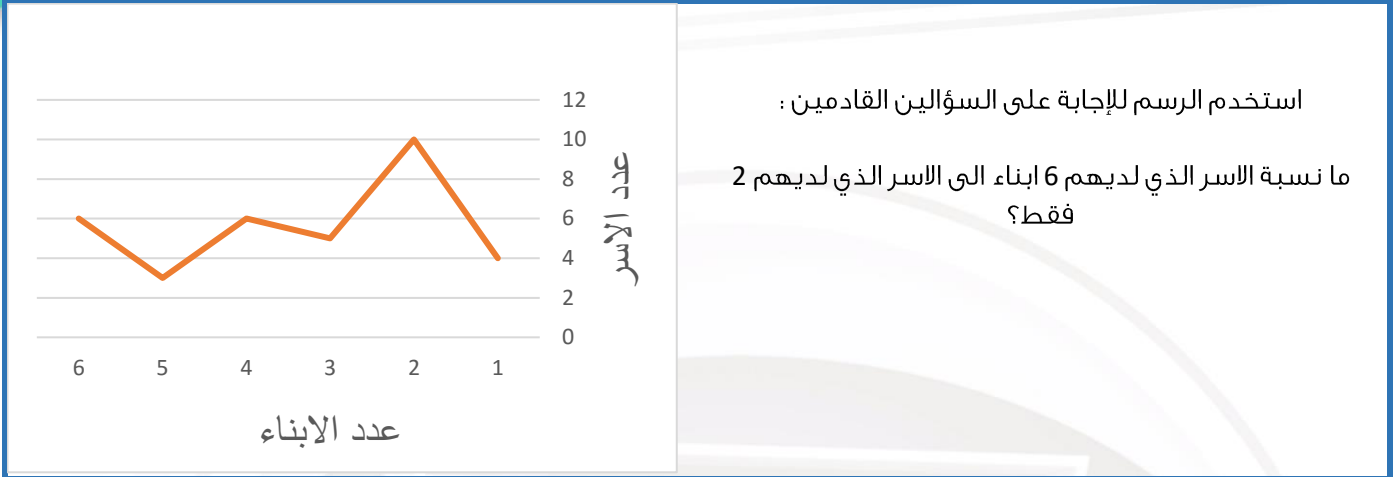 استخدم الرسم للإجابة على السؤالين القادمين :
ما نسبة الاسر الذي لديهم 6 ابناء الى الاسر الذي لديهم 2
فقط؟
12
10
8
6
4
2
0
عدد الاسر
6 5 4 3 2 1
عدد الابناء